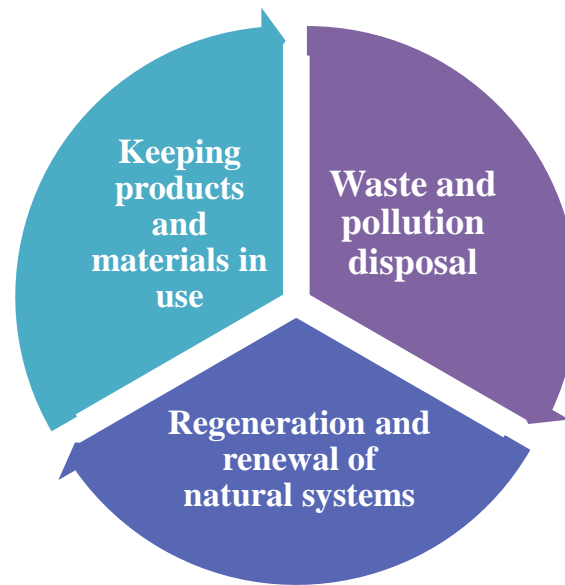 Keeping
products
and
materials in
use
Waste and
pollution
disposal
Regeneration and
renewal of
natural systems